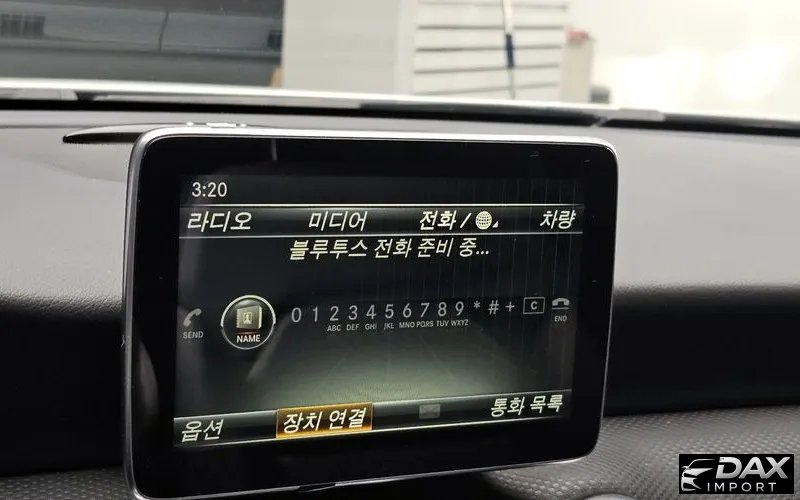 3:20
라디오 미디어 전화 / 차량
블루투스 전화 준비 중...
0 1 2 3 4 5 6 7 8 9 * # + C
ABC DEF GHI JKL MNO PQRS TUV WXYZ
SEND NAME END
옵션 장치 연결 통화 목록
DAX
IMPORT